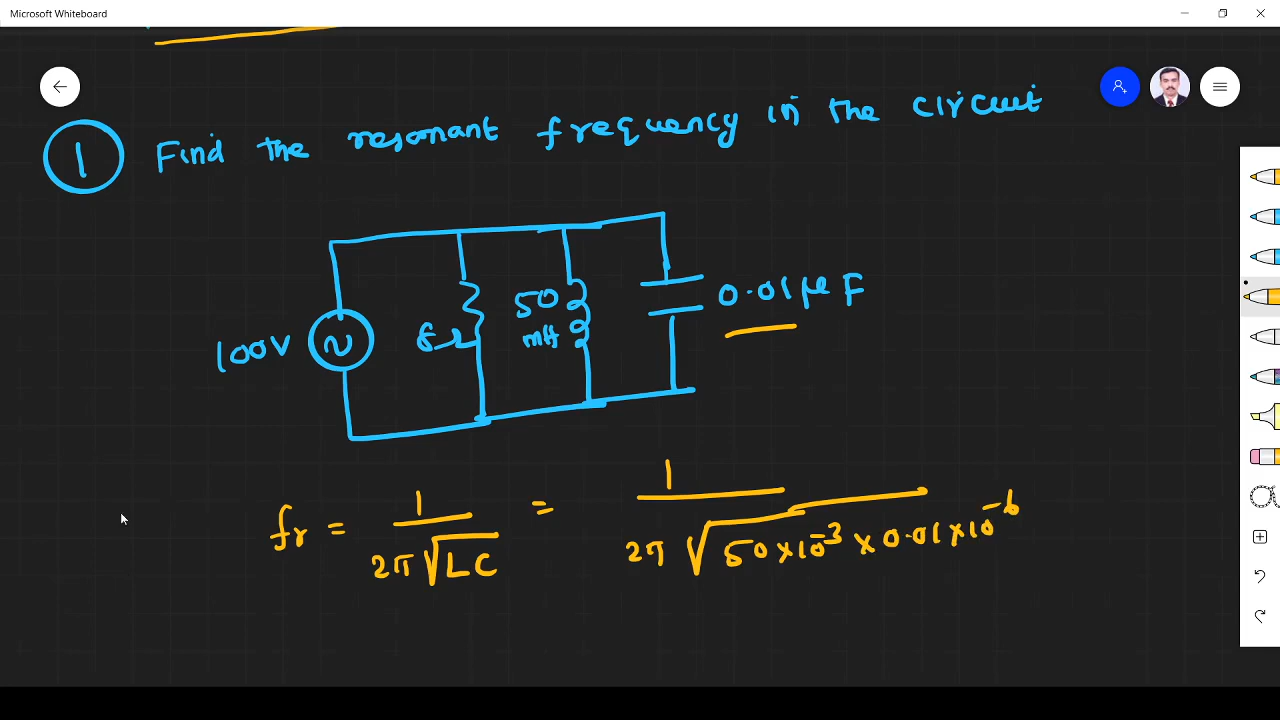 Microsoft Whiteboard
1 Find the resonant frequency in the circuit
100V
8Ω
50
mH
0.01μF
fr = 1/2π√LC = 1/2π√50×10⁻³×0.01×10⁻⁶